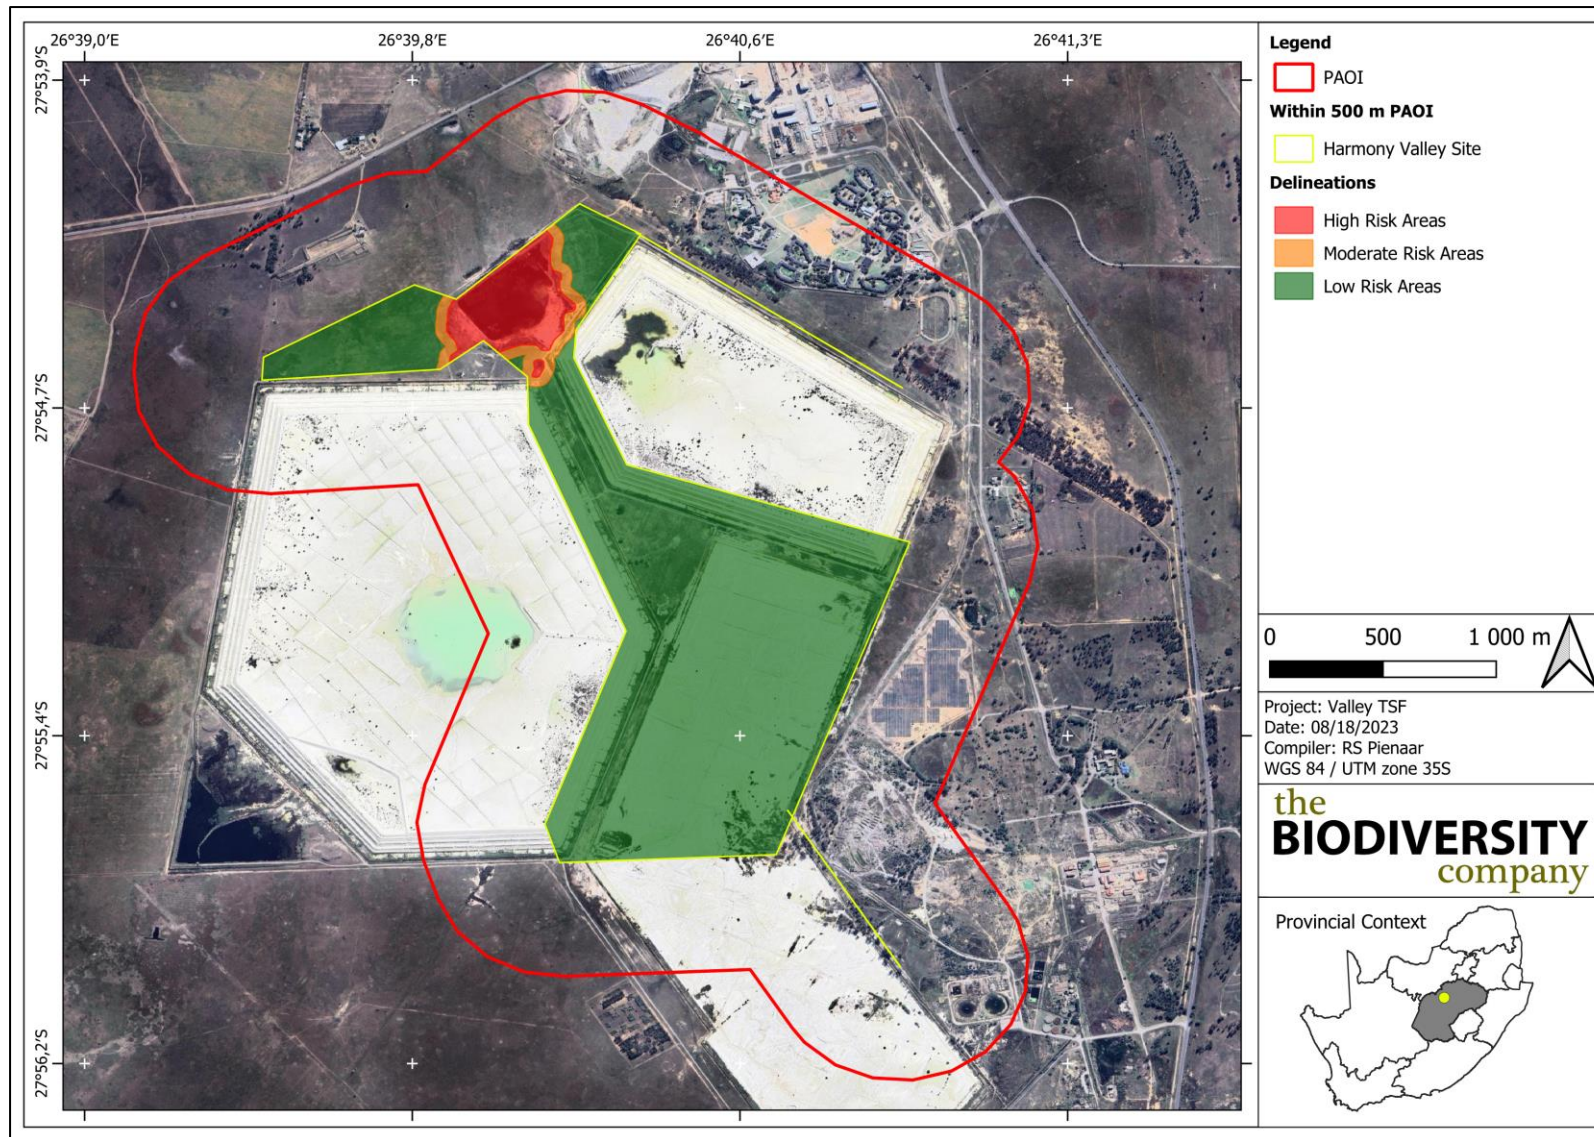 26°39,0′E 26°39,8′E 26°40,6′E 26°41,3′E
27°53,9′S
27°54,7′S
27°55,4′S
27°56,2′S
Legend
PAOI
Within 500 m PAOI
Harmony Valley Site
Delineations
High Risk Areas
Moderate Risk Areas
Low Risk Areas
0 500 1 000 m
Project: Valley TSF
Date: 08/18/2023
Compiler: RS Pienaar
WGS 84 / UTM zone 35S
the
BIODIVERSITY
company
Provincial Context